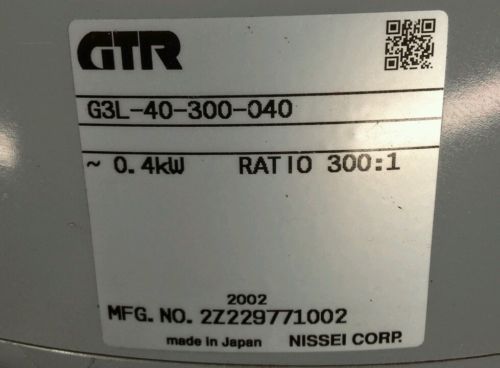 GTR
G3L-40-300-040
~ 0.4kW RATIO 300:1
2002
MFG. NO. 2Z229771002
made in Japan NISSEI CORP.